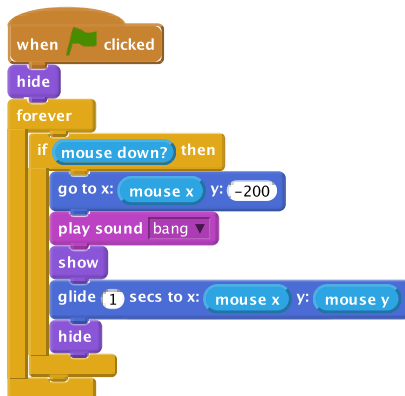 when clicked
hide
forever
if mouse down? then
go to x: mouse x y: -200
play sound bang ▼
show
glide 1 secs to x: mouse x y: mouse y
hide